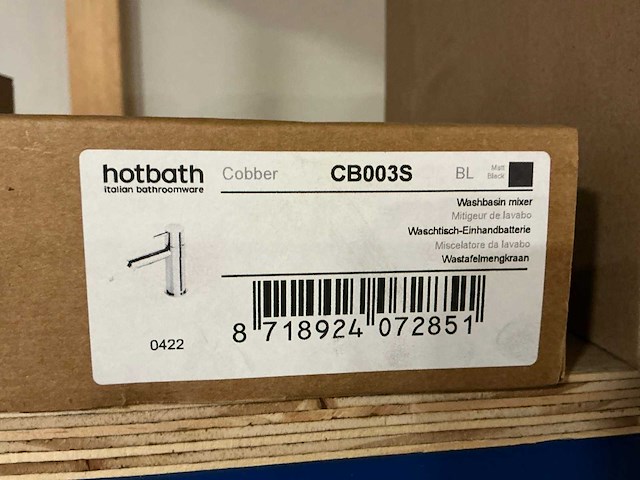 hotbath Cobber CB003S BL Matt Black
italian bathroomware
Washbasin mixer
Mitigeur de lavabo
Waschtisch-Einhandbatterie
Miscelatore da lavabo
Wastafelmengkraan
0422
8 718924 072851